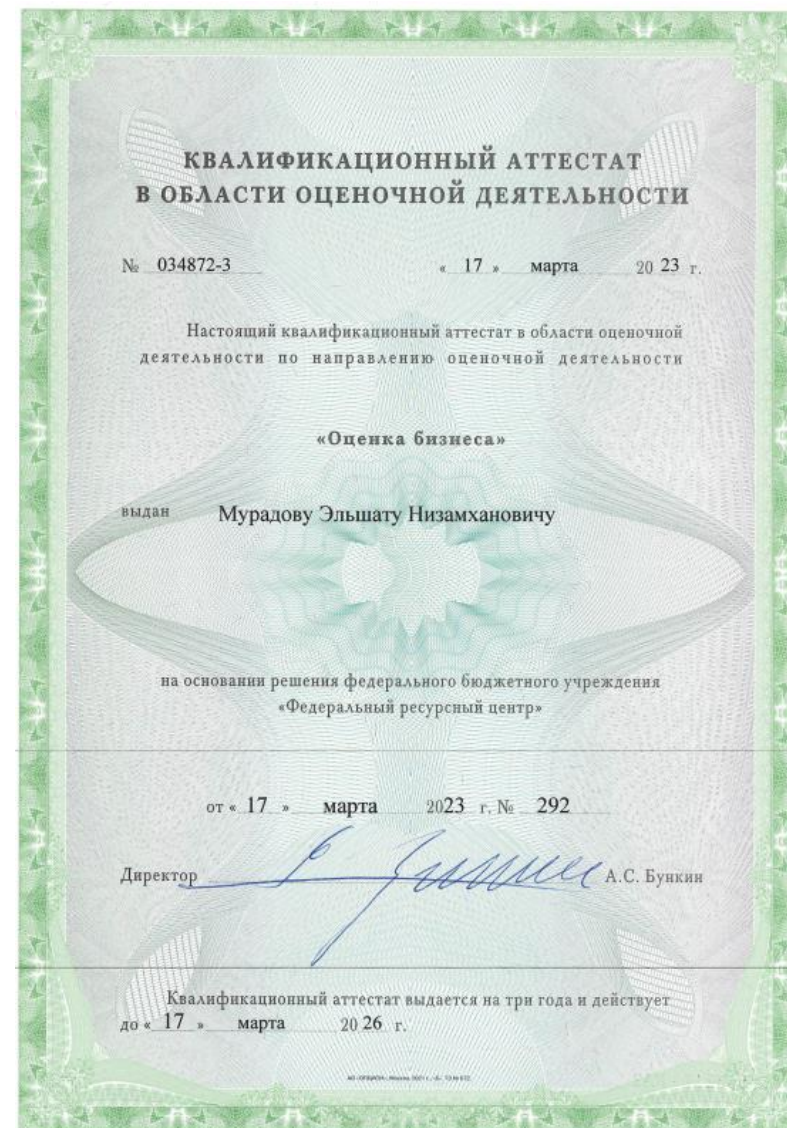 КВАЛИФИКАЦИОННЫЙ АТТЕСТАТ
В ОБЛАСТИ ОЦЕНОЧНОЙ ДЕЯТЕЛЬНОСТИ
№ 034872-3 « 17 » марта 20 23 г.
Настоящий квалификационный аттестат в области оценочной
деятельности по направлению оценочной деятельности
«Оценка бизнеса»
выдан Мурадову Эльшату Низамхановичу
на основании решения федерального бюджетного учреждения
«Федеральный ресурсный центр»
от « 17 » марта 2023 г. № 292
Директор А.С. Бункин
Квалификационный аттестат выдается на три года и действует
до « 17 » марта 20 26 г.